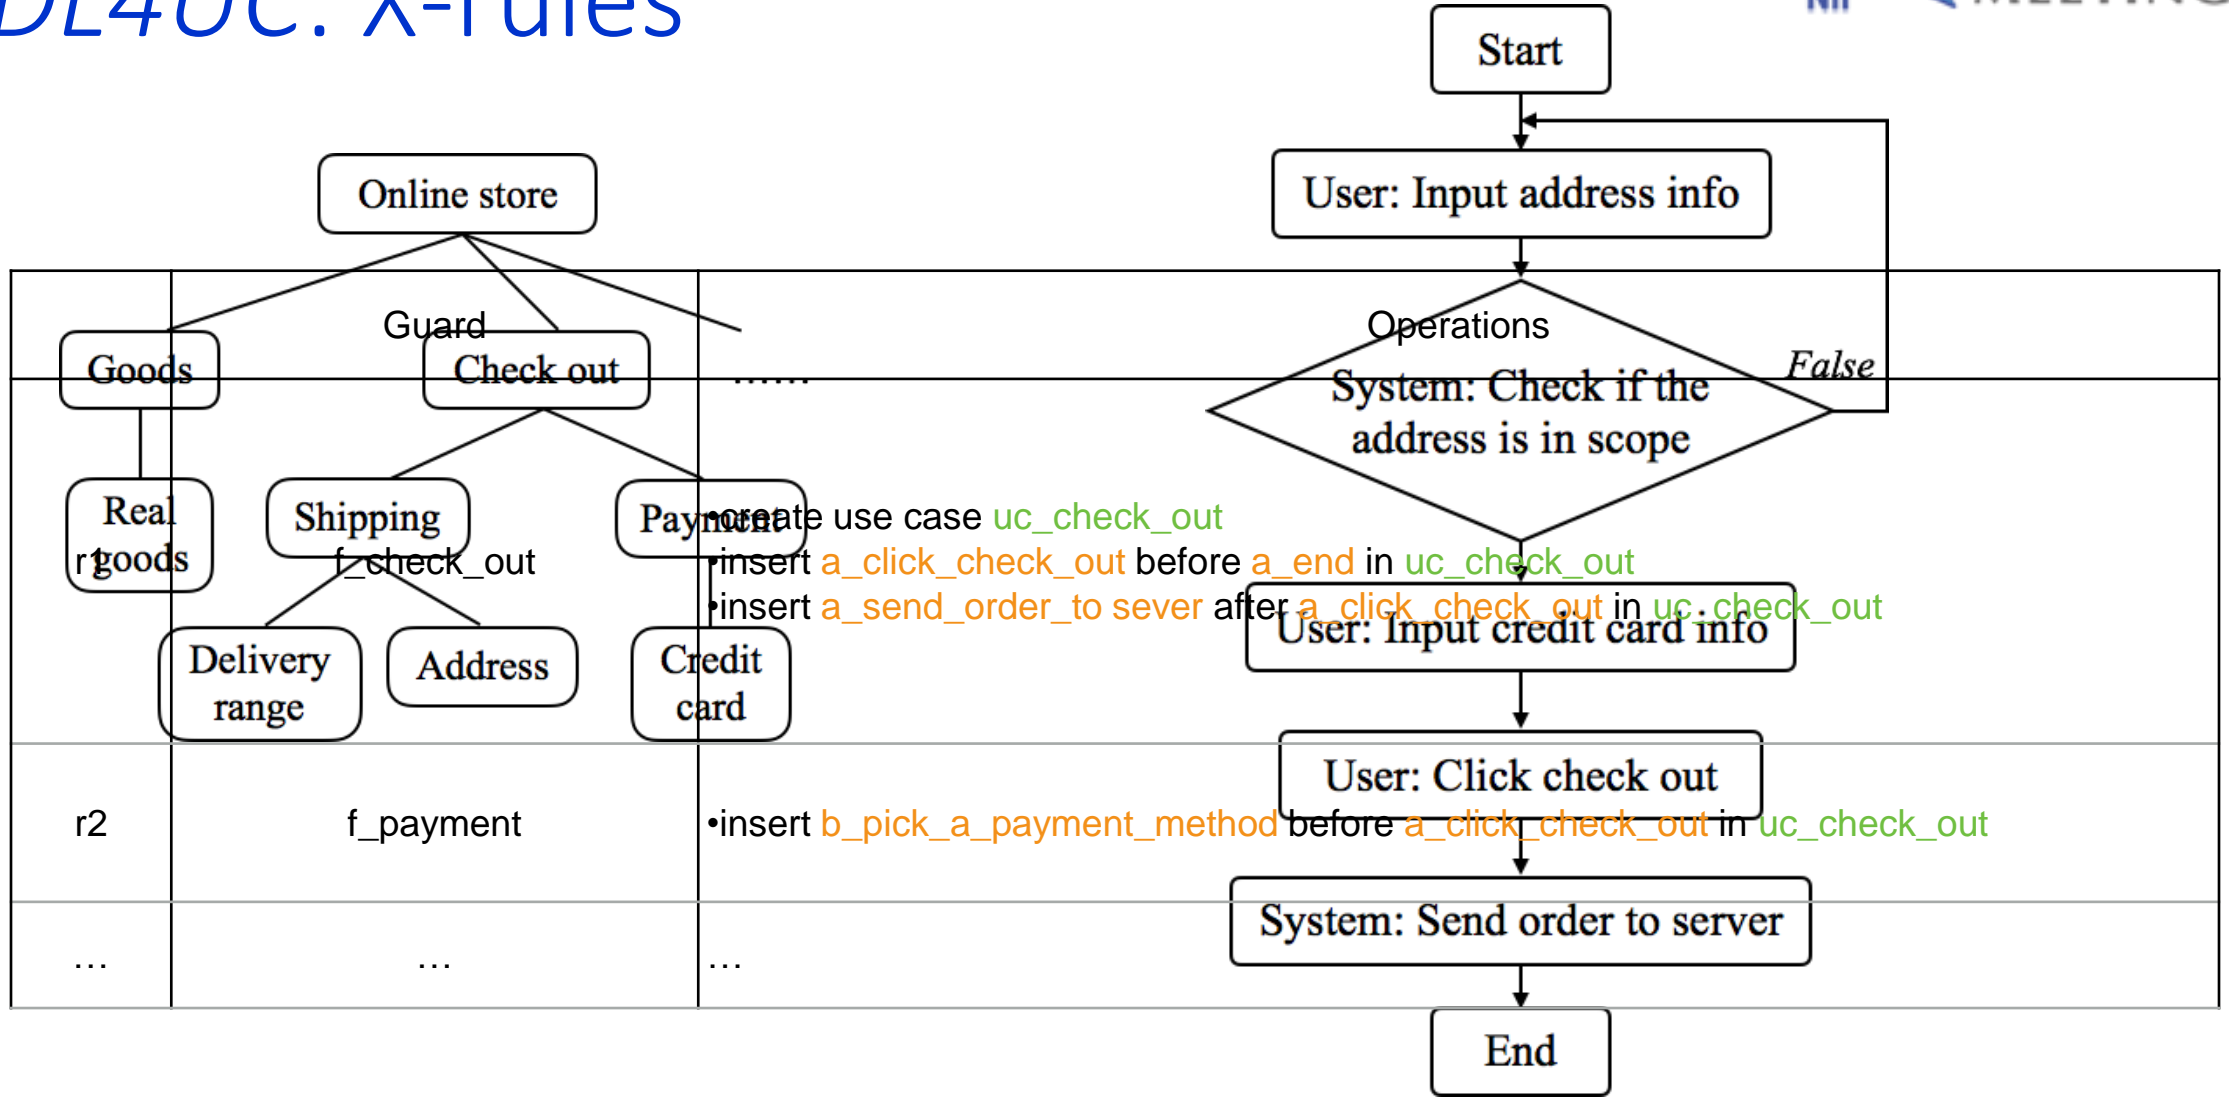 DL4UC: X-rules
Start
Online store
User: Input address info
Guard
Operations
Goods
Check out
......
False
System: Check if the
address is in scope
Real
goods
Shipping
Payment
•create use case uc_check_out
r1
f_check_out
•insert a_click_check_out before a_end in uc_check_out
•insert a_send_order_to sever after a_click_check_out in uc_check_out
User: Input credit card info
Delivery
range
Address
Credit
card
User: Click check out
r2
f_payment
•insert b_pick_a_payment_method before a_click_check_out in uc_check_out
System: Send order to server
…
…
…
End